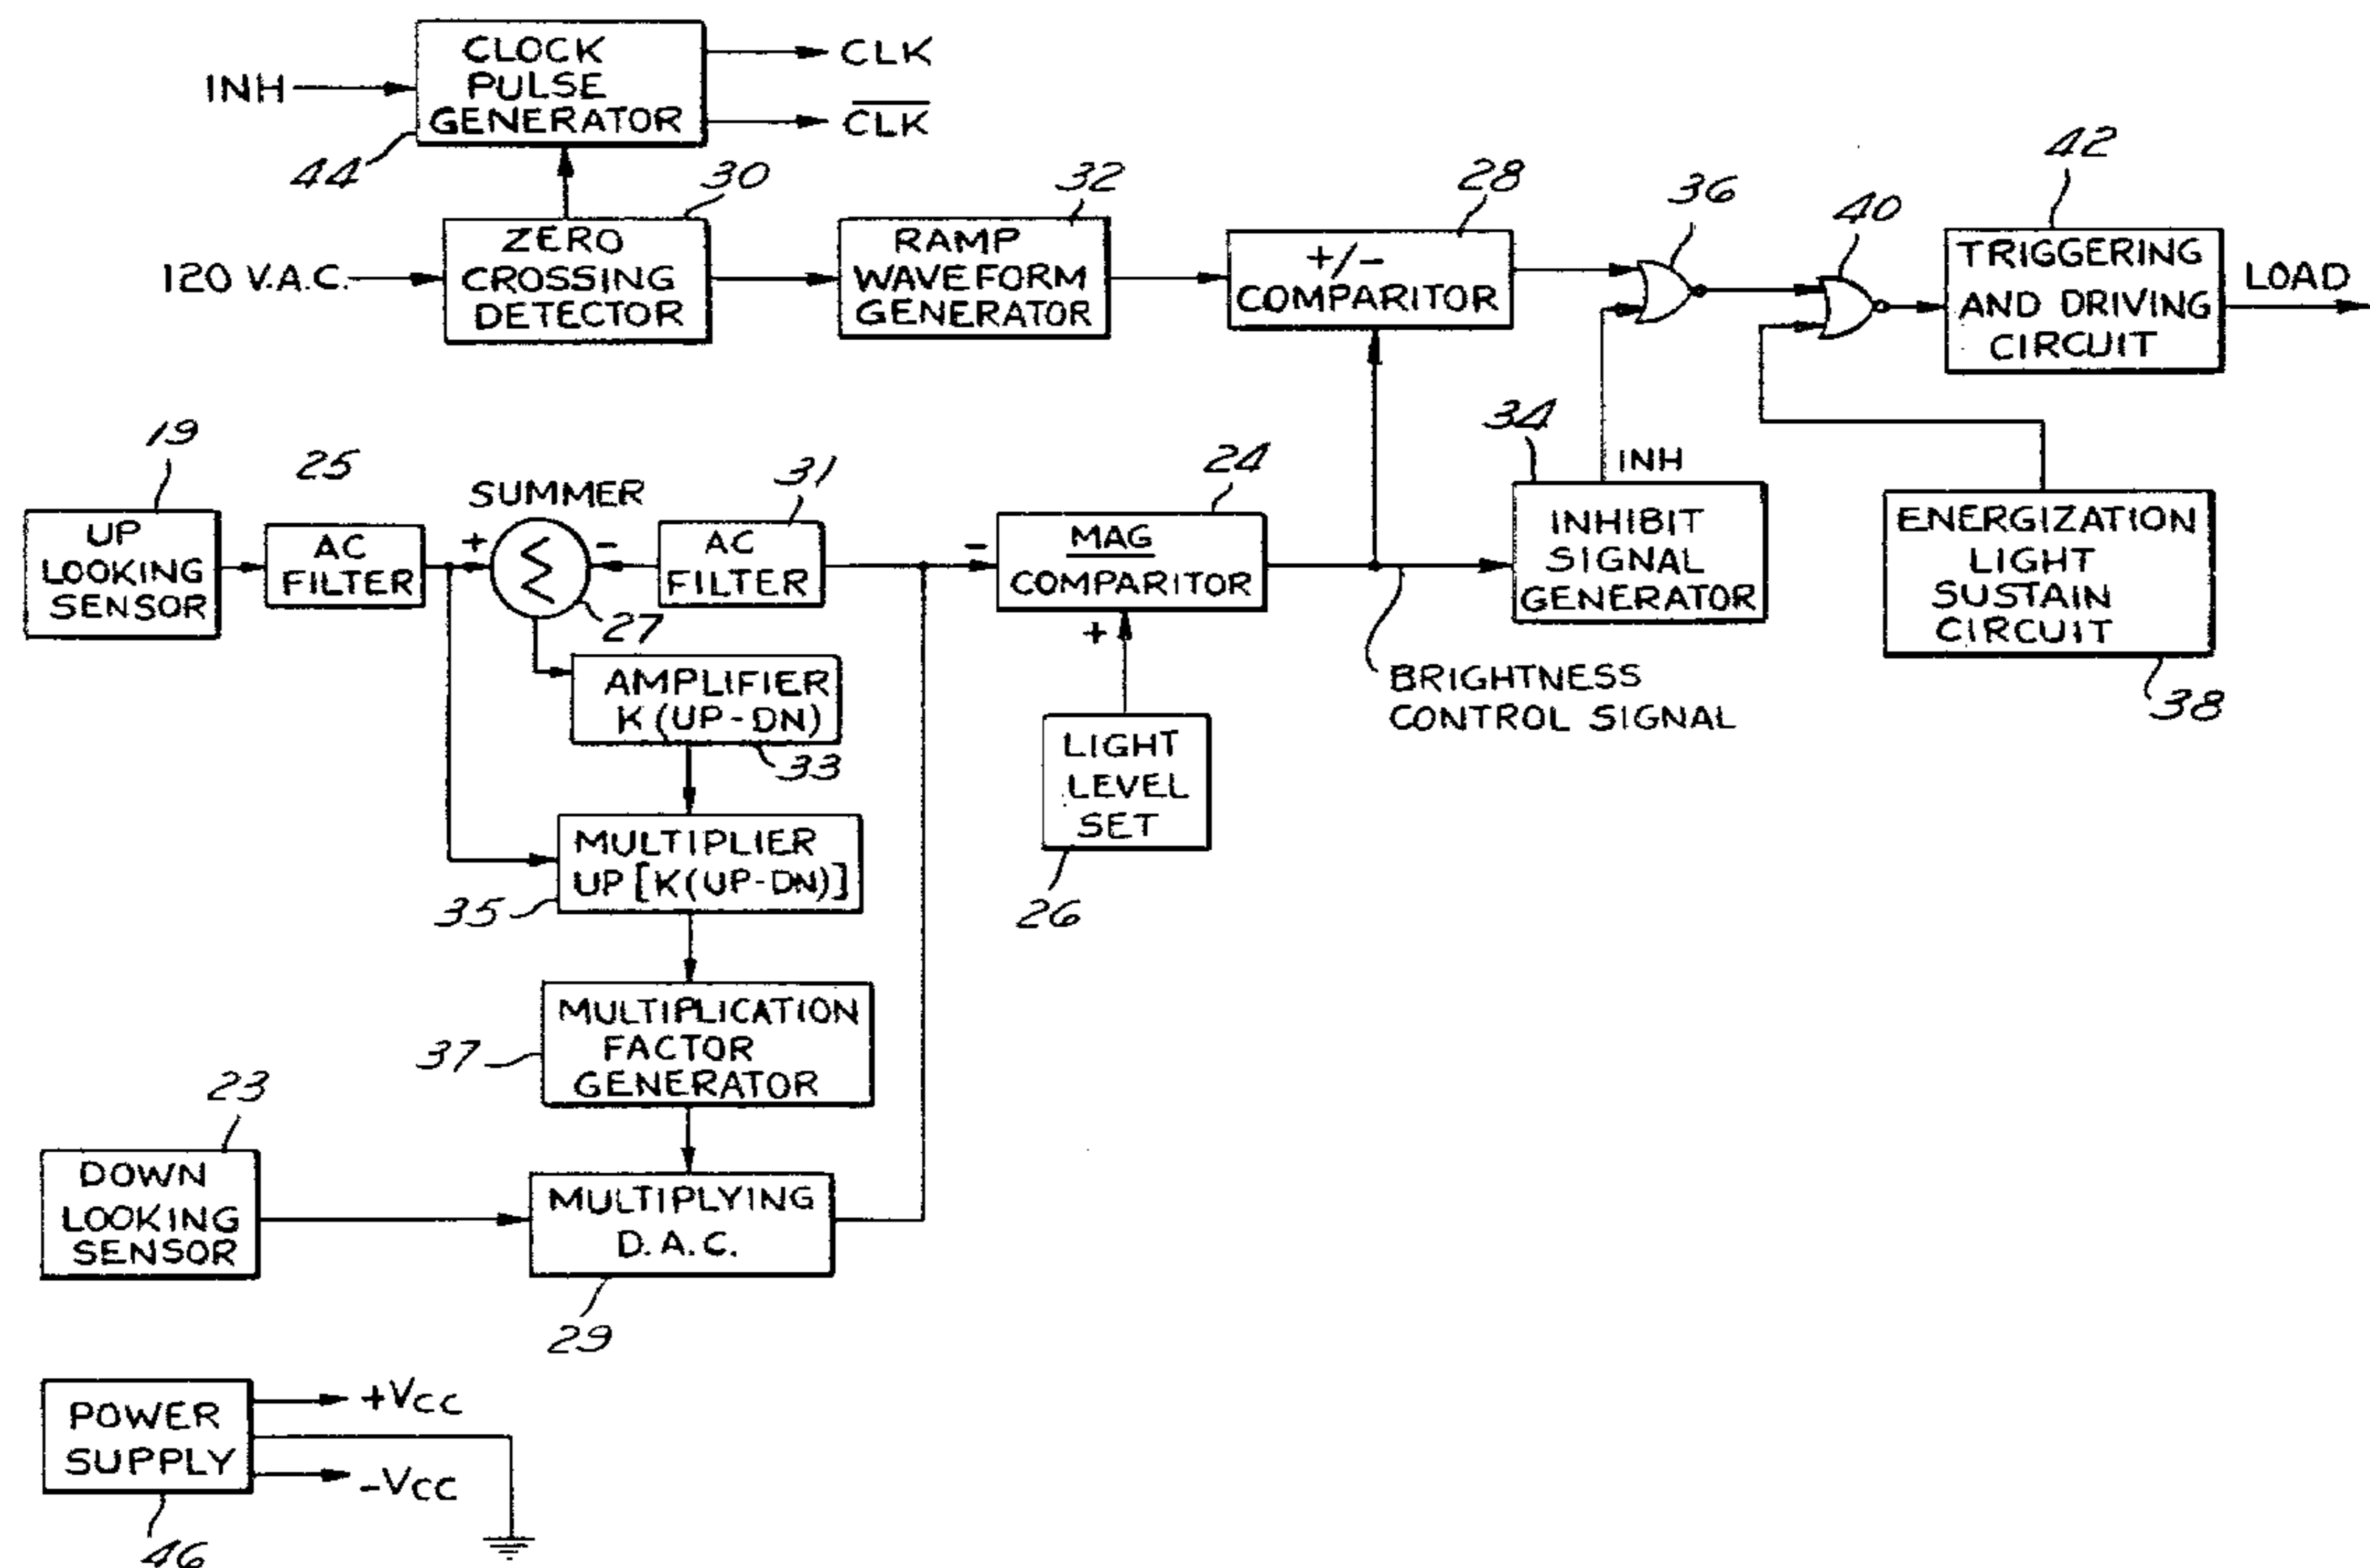 CLOCK
PULSE
GENERATOR
INH
CLK
C̅L̅K̅
44
30
32
28
36
40
42
120 V.A.C.
ZERO
CROSSING
DETECTOR
RAMP
WAVEFORM
GENERATOR
+/-
COMPARITOR
TRIGGERING
AND DRIVING
CIRCUIT
LOAD
19
25
31
24
34
INH
UP
LOOKING
SENSOR
AC
FILTER
SUMMER
+
Σ
-
27
AC
FILTER
-
MAG
COMPARITOR
+
INHIBIT
SIGNAL
GENERATOR
ENERGIZATION
LIGHT
SUSTAIN
CIRCUIT
38
AMPLIFIER
K (UP-DN)
33
BRIGHTNESS
CONTROL SIGNAL
LIGHT
LEVEL
SET
26
MULTIPLIER
UP [K(UP-DN)]
35
MULTIPLICATION
FACTOR
GENERATOR
37
23
DOWN
LOOKING
SENSOR
MULTIPLYING
D.A.C.
29
POWER
SUPPLY
+VCC
-VCC
46